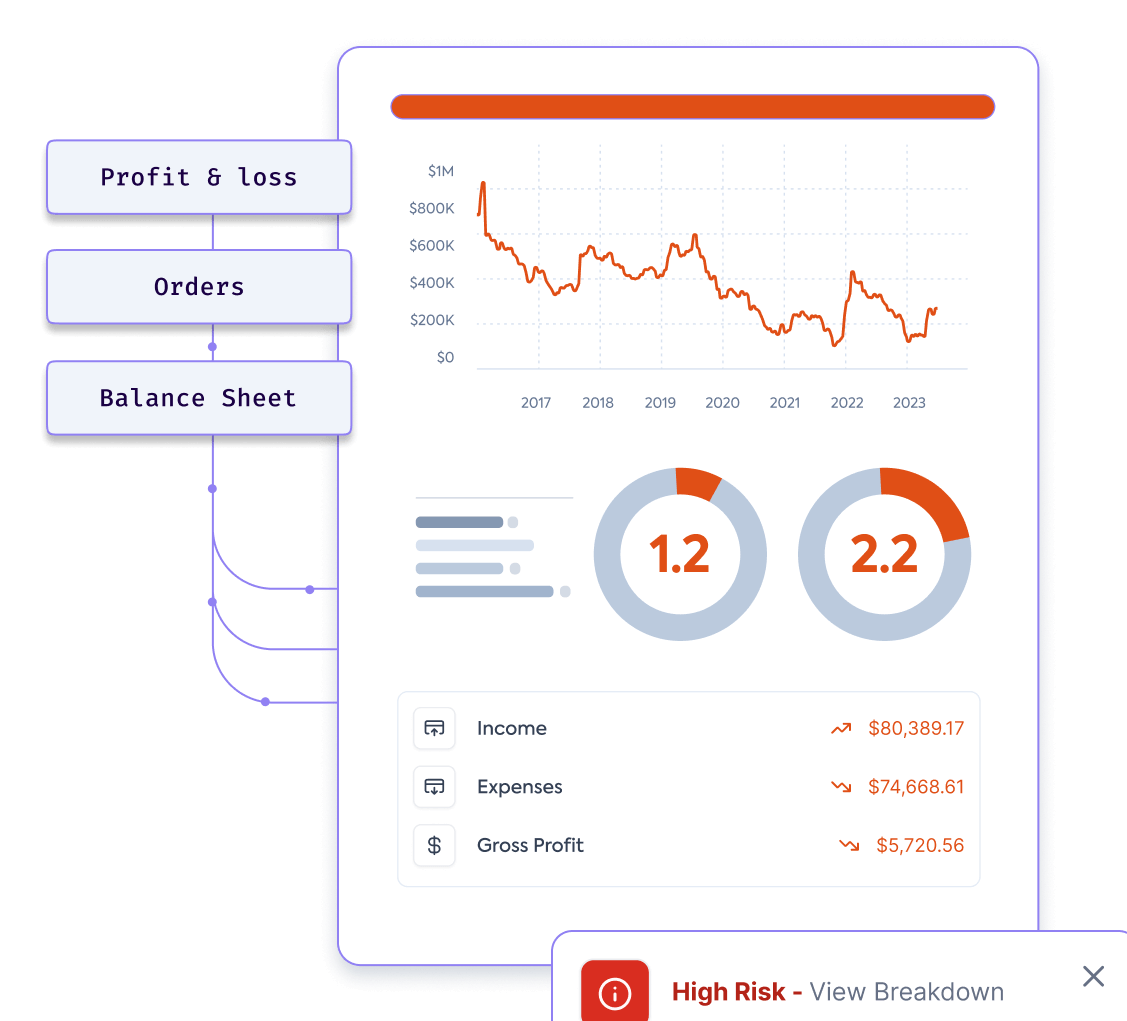 Profit & loss
Orders
Balance Sheet
$1M
$800K
$600K
$400K
$200K
$0
2017 2018 2019 2020 2021 2022 2023
1.2 2.2
Income $80,389.17
Expenses $74,668.61
Gross Profit $5,720.56
High Risk - View Breakdown